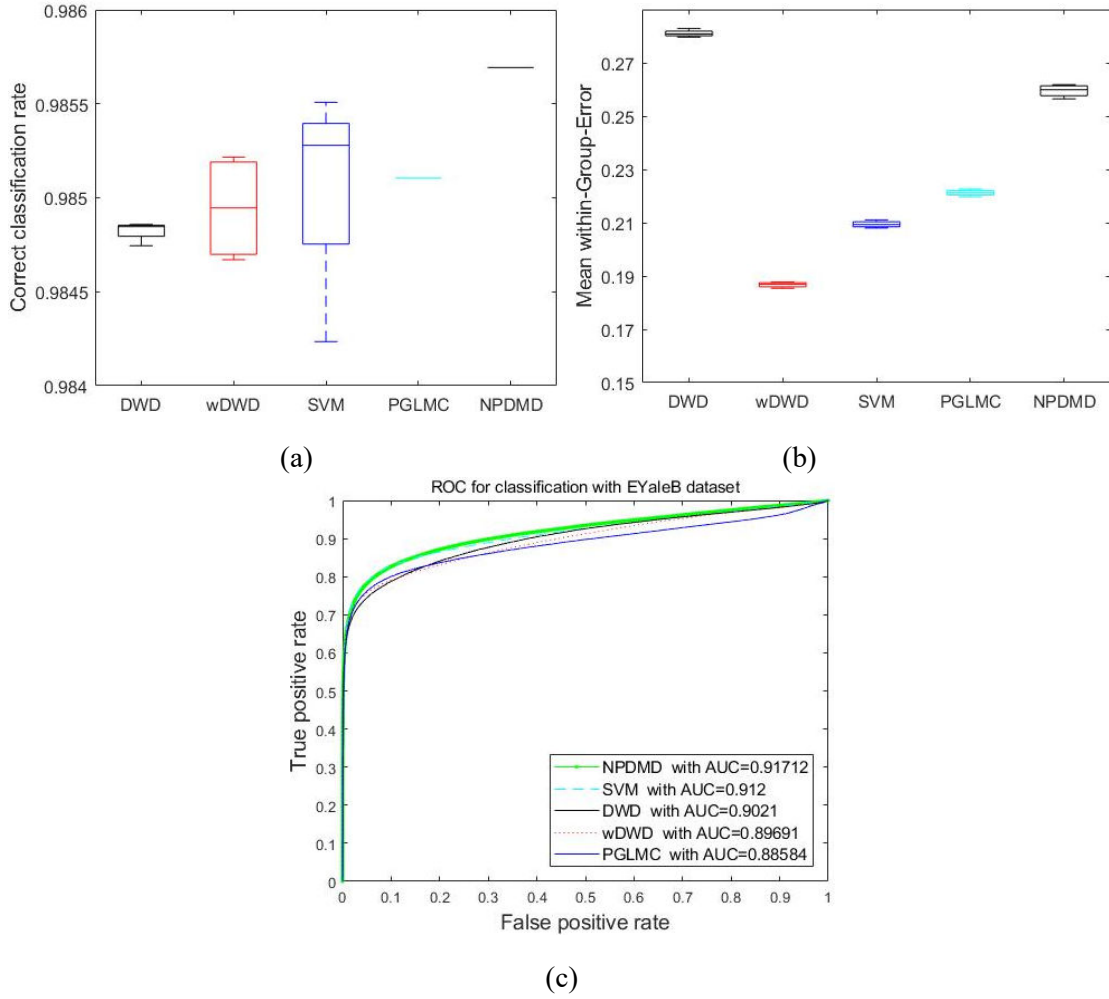 0.986
0.9855
0.985
0.9845
0.984
Correct classification rate
DWD wDWD SVM PGLMC NPDMD
(a)
0.27
0.25
0.23
0.21
0.19
0.17
0.15
Mean within-Group-Error
DWD wDWD SVM PGLMC NPDMD
(b)
ROC for classification with EYaleB dataset
1
0.9
0.8
0.7
0.6
0.5
0.4
0.3
0.2
0.1
0
True positive rate
NPDMD with AUC=0.91712
SVM with AUC=0.912
DWD with AUC=0.9021
wDWD with AUC=0.89691
PGLMC with AUC=0.88584
0 0.1 0.2 0.3 0.4 0.5 0.6 0.7 0.8 0.9 1
False positive rate
(c)